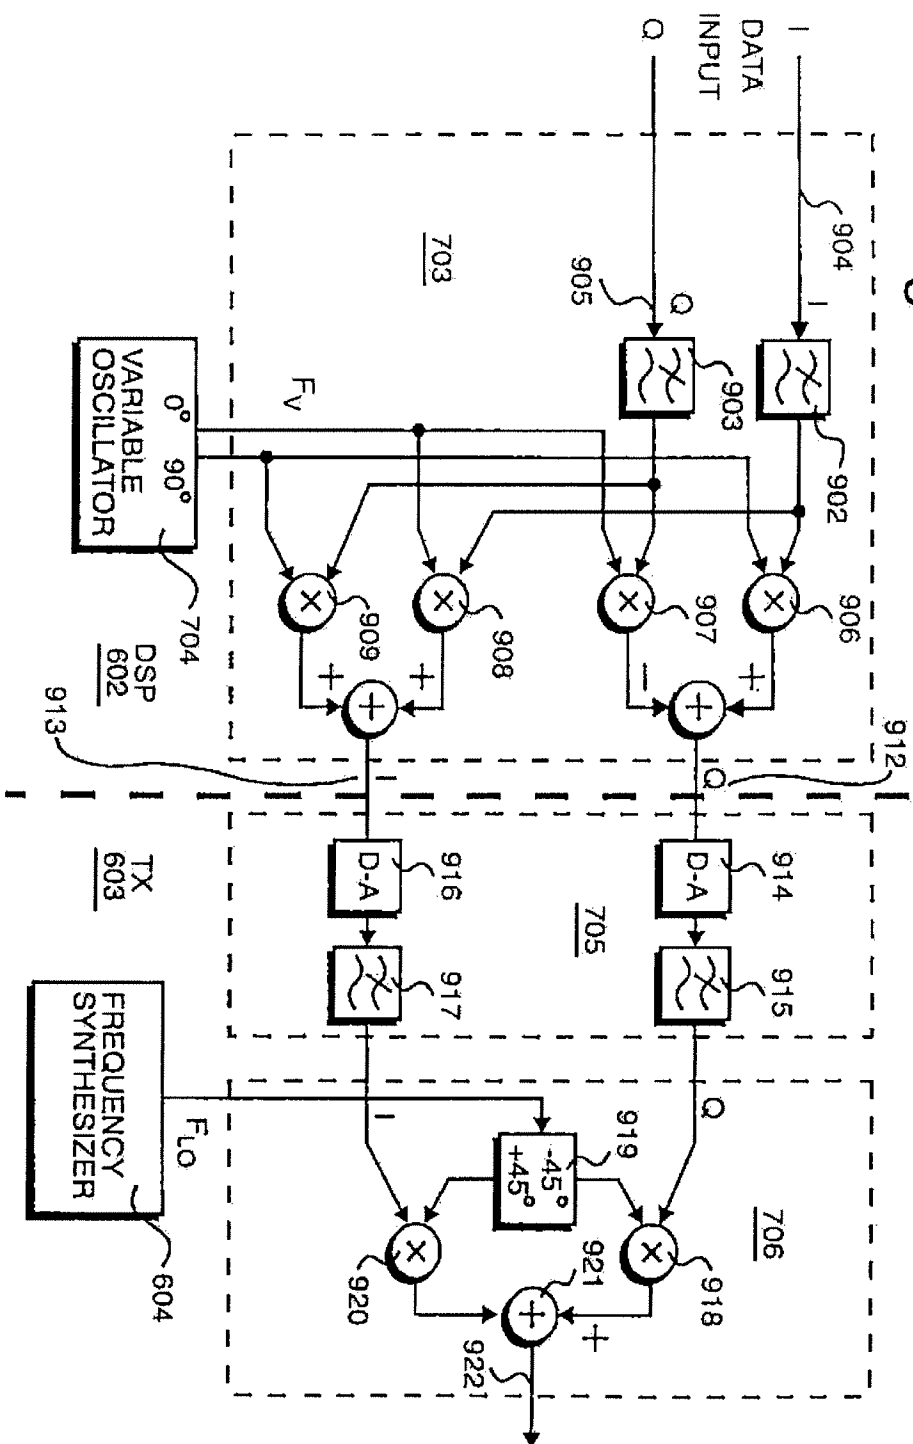 I
DATA
INPUT
Q
904
I
902
905
Q
903
703
906
907
908
909
+
-
+
+
F_V
0° 90°
VARIABLE
OSCILLATOR
704
DSP
602
912
Q
913
I
914
D-A
915
916
D-A
917
705
TX
603
Q
I
706
919
-45°
+45°
918
920
921
+
922
F_LO
FREQUENCY
SYNTHESIZER
604